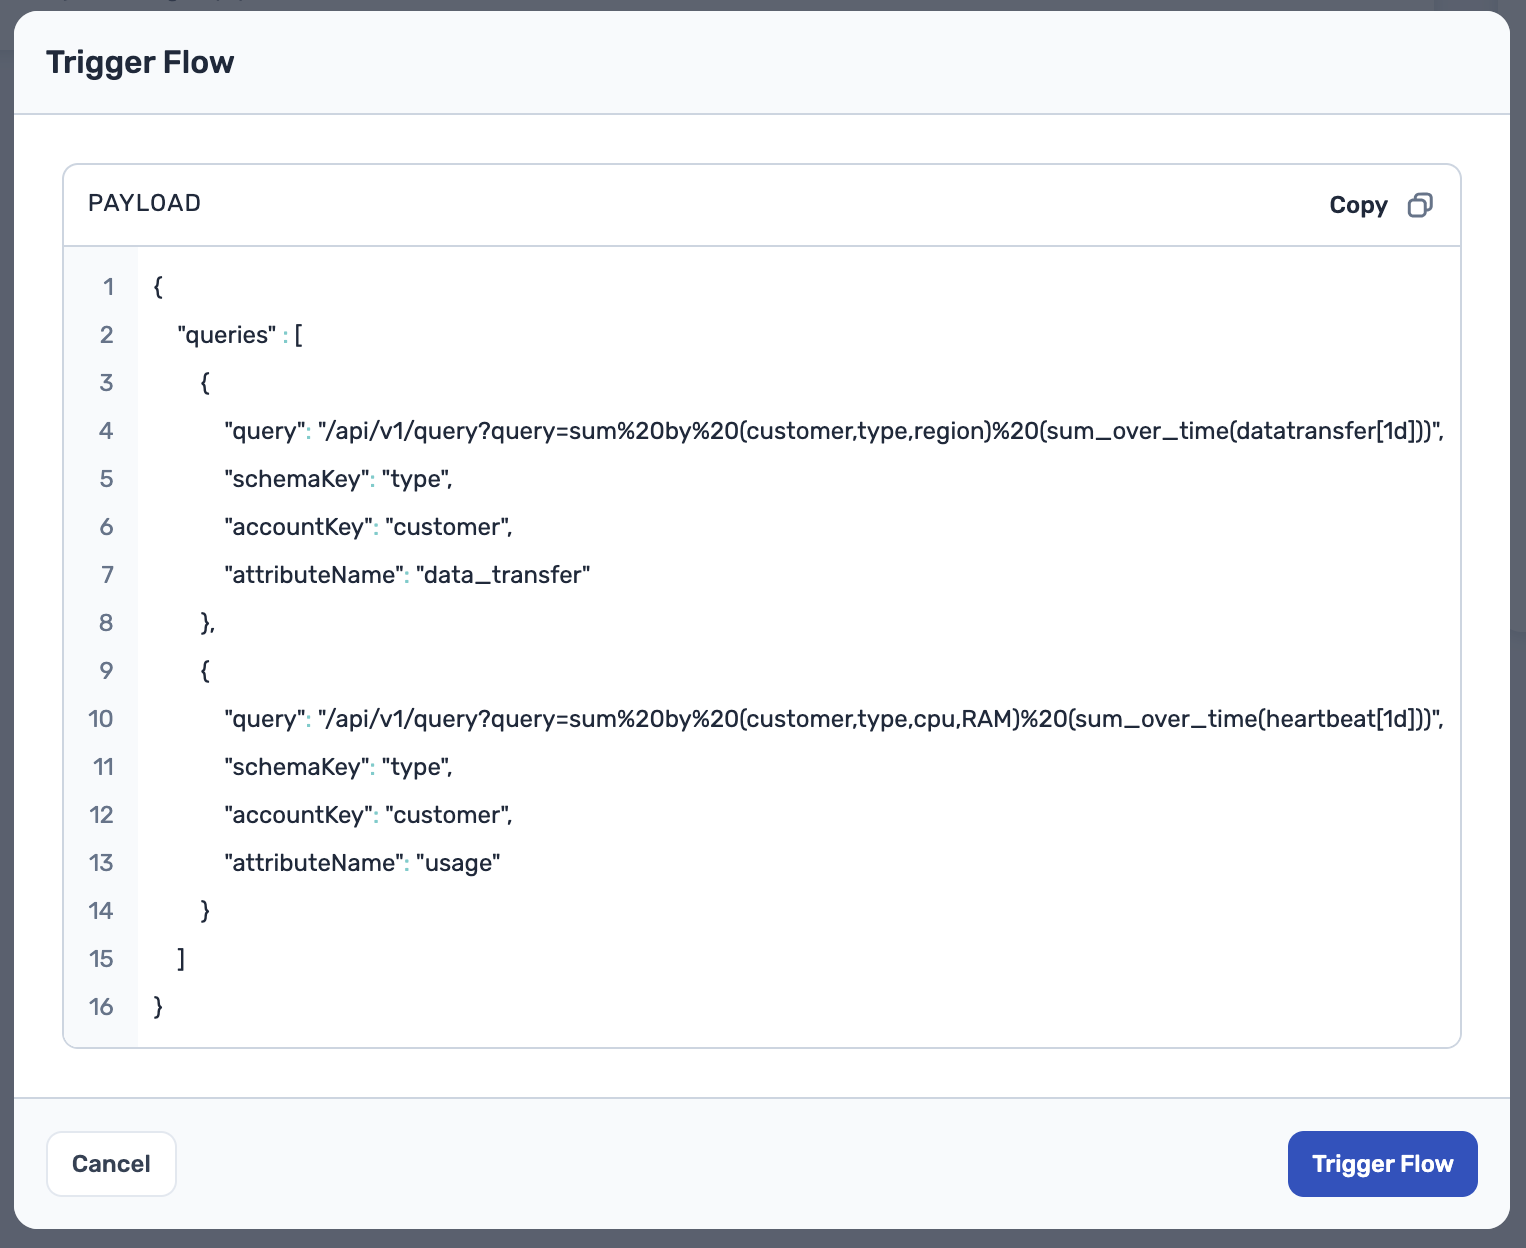 Trigger Flow
PAYLOAD
Copy
1 {
2 "queries" : [
3 {
4 "query": "/api/v1/query?query=sum%20by%20(customer,type,region)%20(sum_over_time(datatransfer[1d]))",
5 "schemaKey": "type",
6 "accountKey": "customer",
7 "attributeName": "data_transfer"
8 },
9 {
10 "query": "/api/v1/query?query=sum%20by%20(customer,type,cpu,RAM)%20(sum_over_time(heartbeat[1d]))",
11 "schemaKey": "type",
12 "accountKey": "customer",
13 "attributeName": "usage"
14 }
15 ]
16 }
Cancel
Trigger Flow